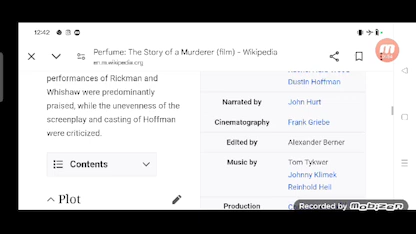 12:42
Perfume: The Story of a Murderer (film) - Wikipedia
en.m.wikipedia.org
performances of Rickman and
Whishaw were predominantly
praised, while the unevenness of the
screenplay and casting of Hoffman
were criticized.
Contents
Plot
Dustin Hoffman
Narrated by John Hurt
Cinematography Frank Griebe
Edited by Alexander Berner
Music by Tom Tykwer
Johnny Klimek
Reinhold Heil
Production
Recorded by Mobizen